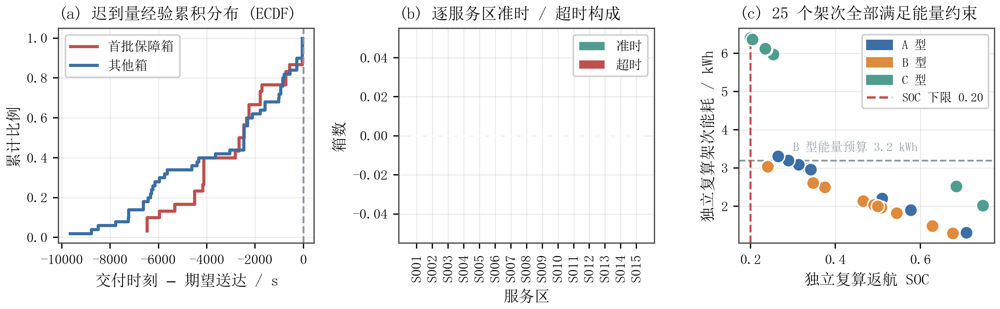 (a) 迟到量经验累积分布 (ECDF)
首批保障箱
其他箱
累计比例
1.0
0.8
0.6
0.4
0.2
0.0
−10000
−8000
−6000
−4000
−2000
0
交付时刻 − 期望送达 / s
(b) 逐服务区准时 / 超时构成
准时
超时
箱数
0.04
0.02
0.00
−0.02
−0.04
S001
S002
S003
S004
S005
S006
S007
S008
S009
S010
S011
S012
S013
S014
S015
服务区
(c) 25 个架次全部满足能量约束
A 型
B 型
C 型
SOC 下限 0.20
B 型能量预算 3.2 kWh
独立复算架次能耗 / kWh
6
5
4
3
2
0.2
0.4
0.6
独立复算返航 SOC